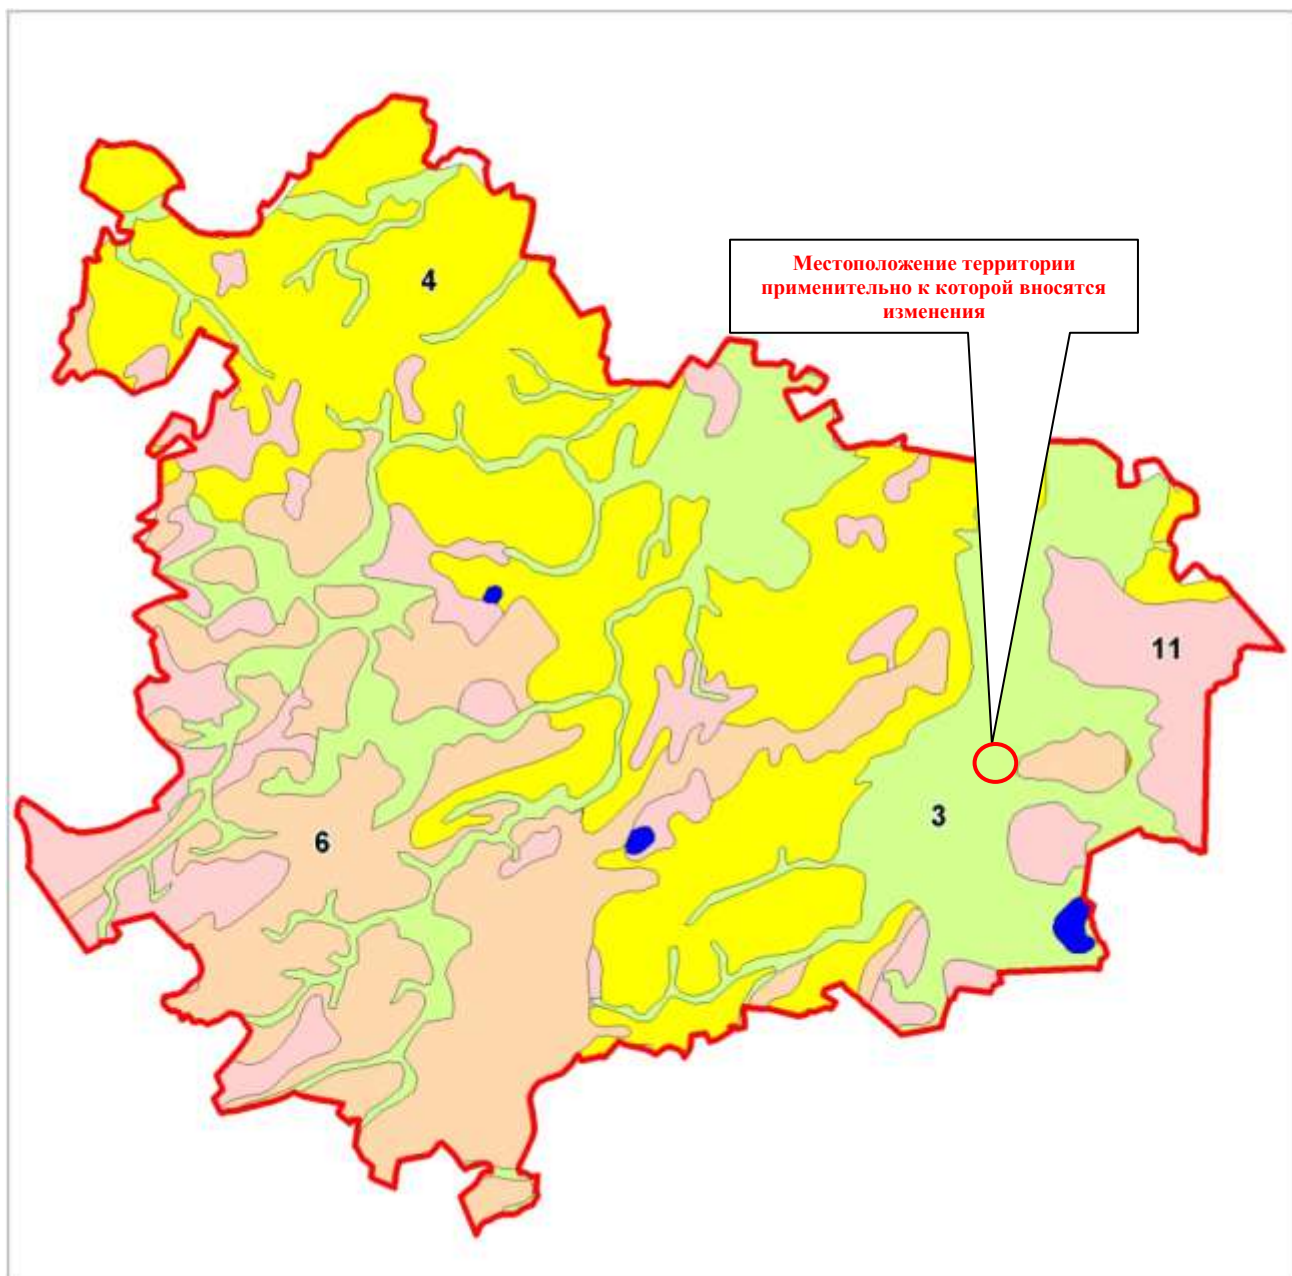 Местоположение территории
применительно к которой вносятся
изменения
4
11
3
6